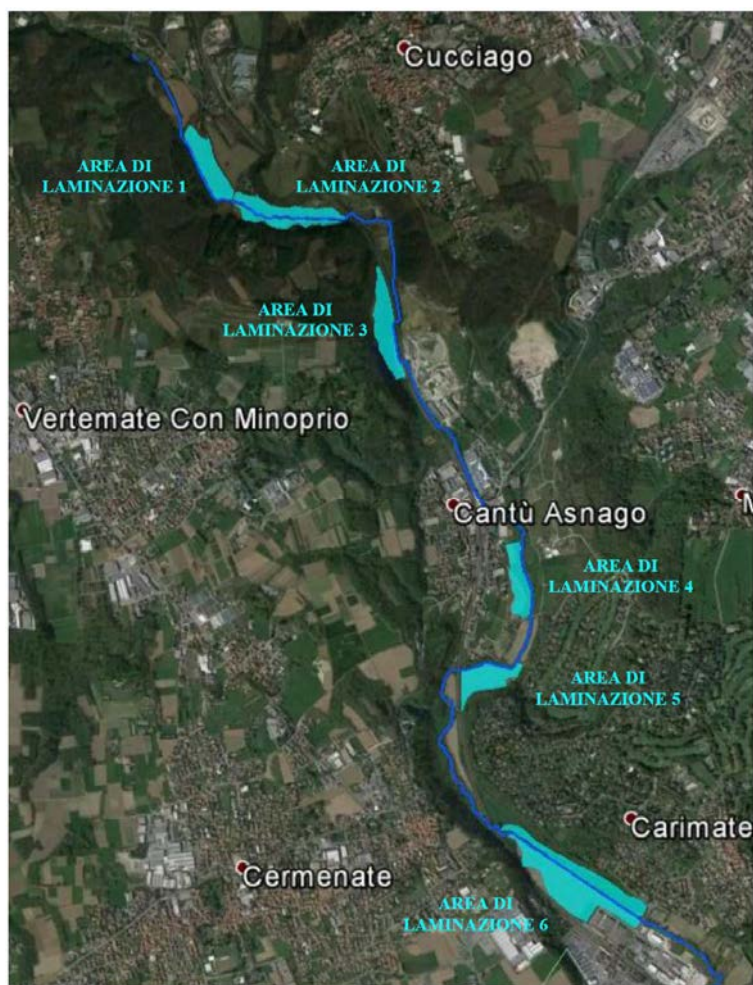 Cucciago
AREA DI
LAMINAZIONE 1
AREA DI
LAMINAZIONE 2
AREA DI
LAMINAZIONE 3
Vertemate Con Minoprio
Cantù Asnago
M
AREA DI
LAMINAZIONE 4
AREA DI
LAMINAZIONE 5
Carimate
Cermenate
AREA DI
LAMINAZIONE 6